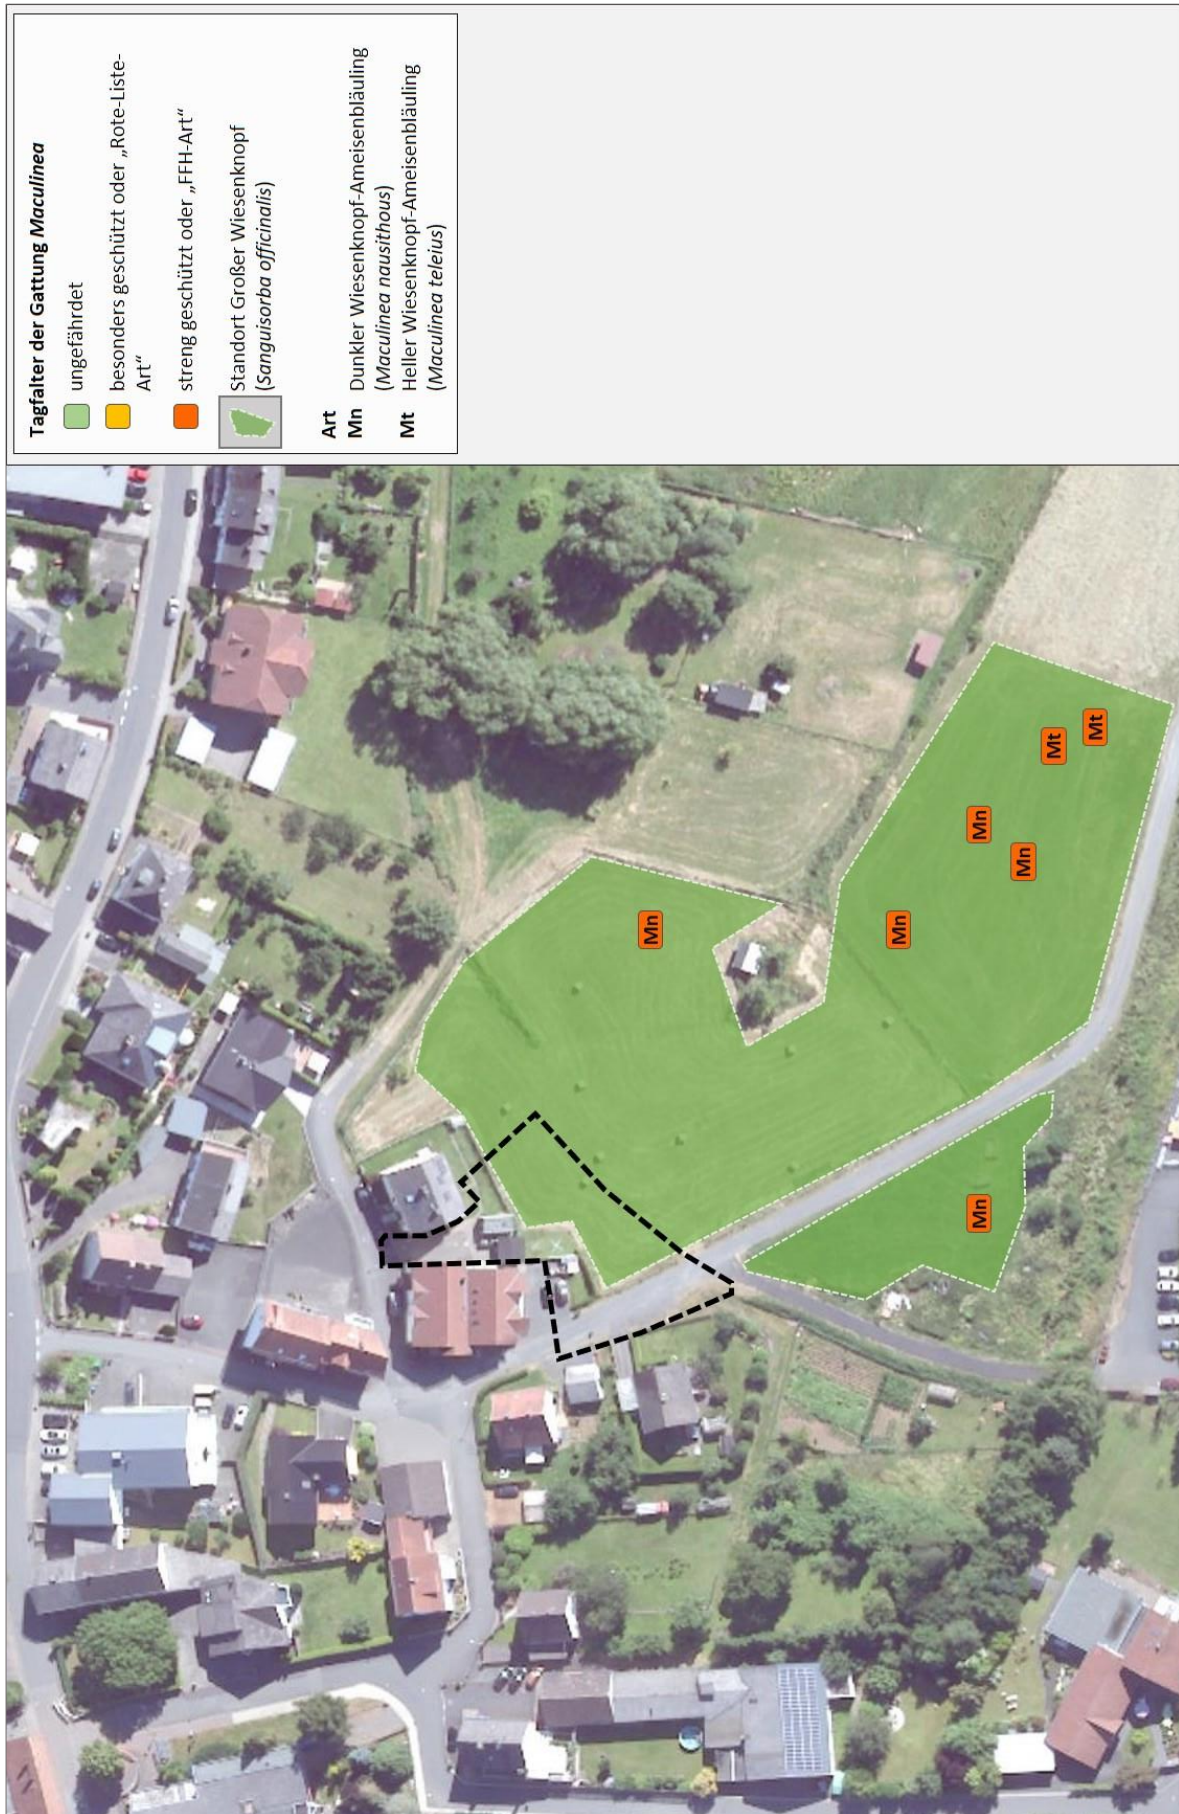 Tagfalter der Gattung Maculinea
ungefährdet
besonders geschützt oder „Rote-Liste-
Art“
streng geschützt oder „FFH-Art“
Standort Großer Wiesenknopf
(Sanguisorba officinalis)
Art
Mn Dunkler Wiesenknopf-Ameisenbläuling
(Maculinea nausithous)
Mt Heller Wiesenknopf-Ameisenbläuling
(Maculinea teleius)
Mn
Mn
Mn
Mn
Mn
Mt
Mt